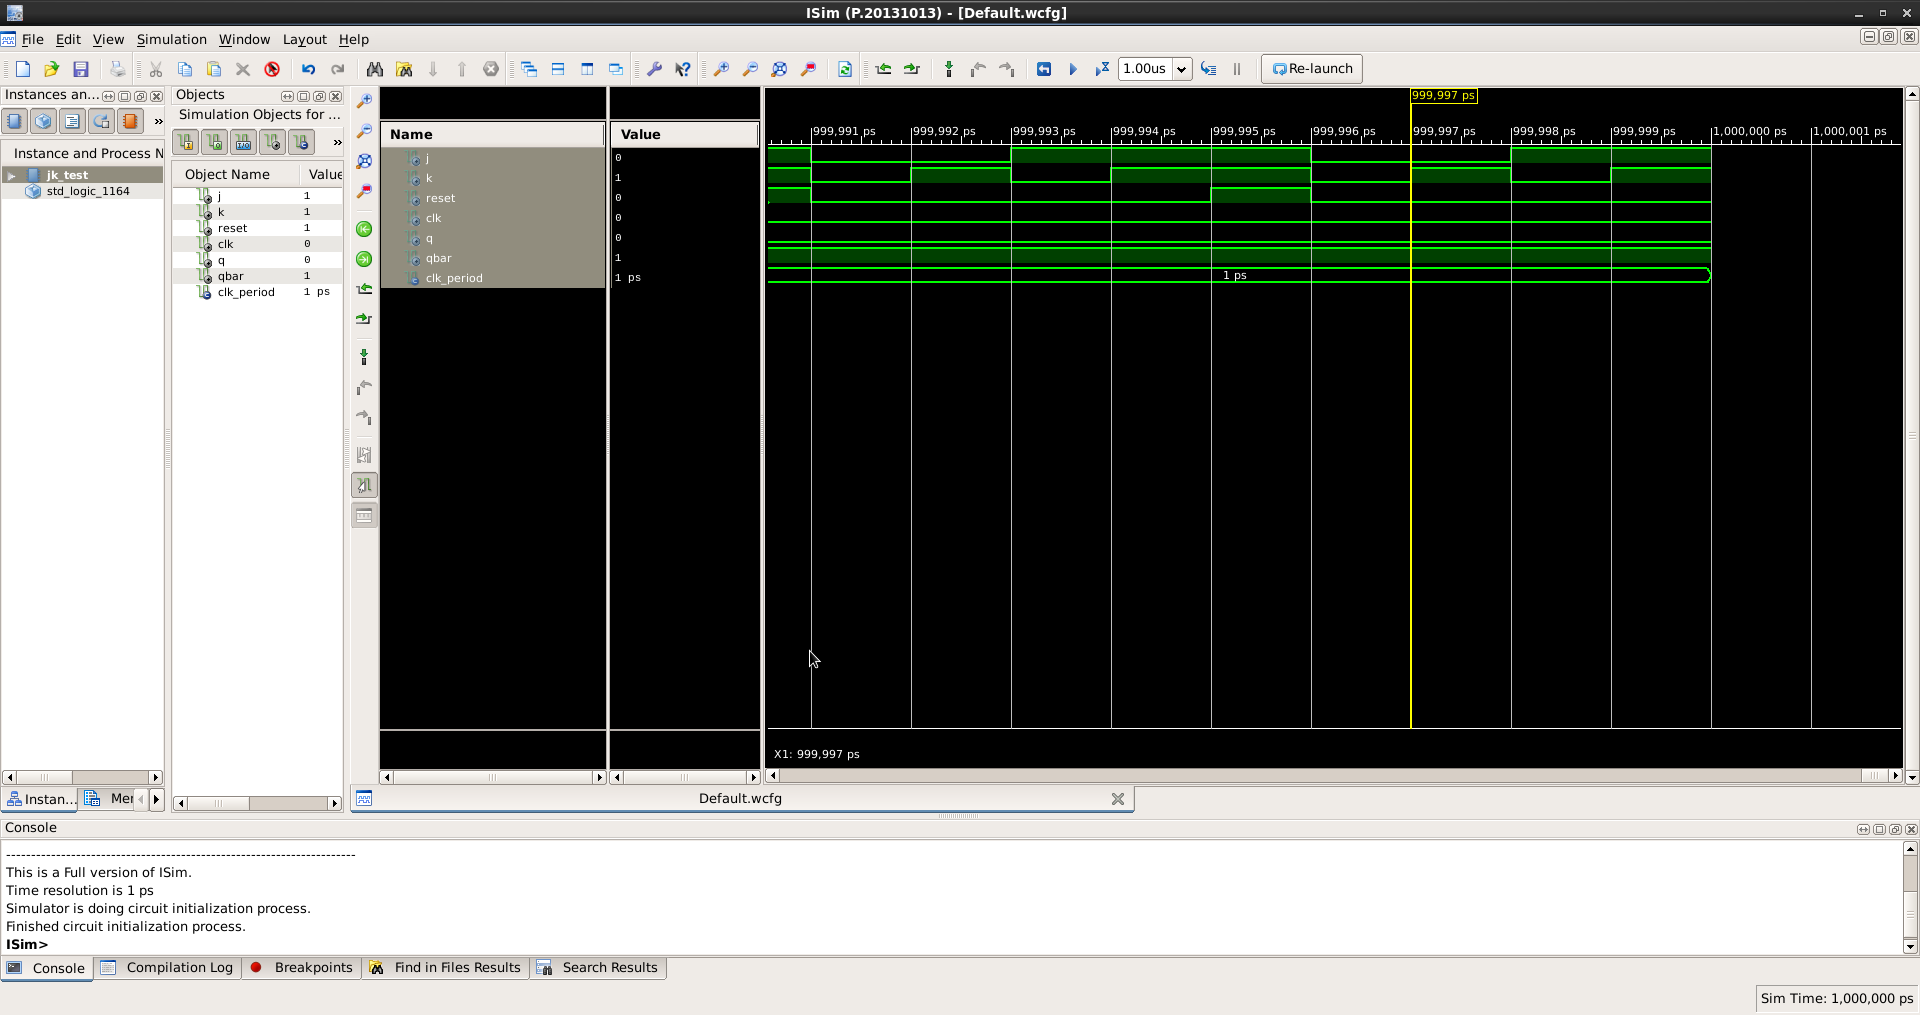 ISim (P.20131013) - [Default.wcfg]
File Edit View Simulation Window Layout Help
1.00us Re-launch
Instances an...
Instance and Process N
jk_test
std_logic_1164
Instan... Mer
Objects
Simulation Objects for ...
Object Name Value
j 1
k 1
reset 1
clk 0
q 0
qbar 1
clk_period 1 ps
Name Value
j 0
k 1
reset 0
clk 0
q 0
qbar 1
clk_period 1 ps
999,997 ps
999,991 ps 999,992 ps 999,993 ps 999,994 ps 999,995 ps 999,996 ps 999,997 ps 999,998 ps 999,999 ps 1,000,000 ps 1,000,001 ps
1 ps
X1: 999,997 ps
Default.wcfg
Console
----------------------------------------------------------------------
This is a Full version of ISim.
Time resolution is 1 ps
Simulator is doing circuit initialization process.
Finished circuit initialization process.
ISim>
Console Compilation Log Breakpoints Find in Files Results Search Results
Sim Time: 1,000,000 ps